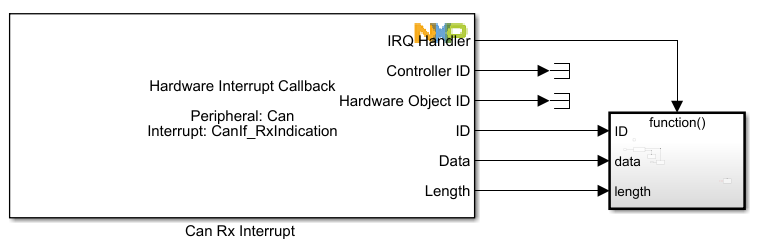 NXP
IRQ Handler
Controller ID
Hardware Interrupt Callback
Hardware Object ID
function()
Peripheral: Can
Interrupt: CanIf_RxIndication
ID
ID
Data
data
Length
length
Can Rx Interrupt